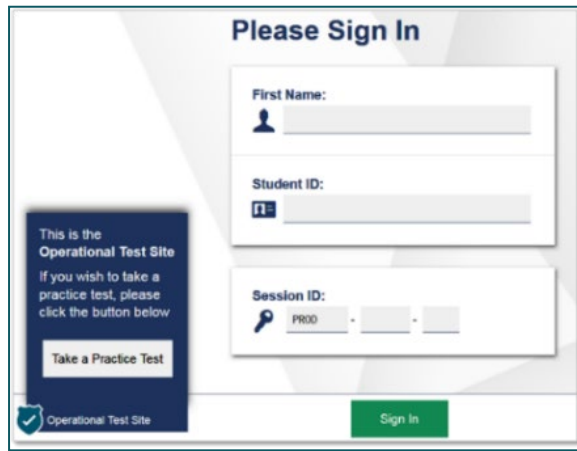 Please Sign In
First Name:
Student ID:
This is the
Operational Test Site
If you wish to take a
practice test, please
click the button below
Take a Practice Test
Session ID:
PROD - -
Operational Test Site
Sign In